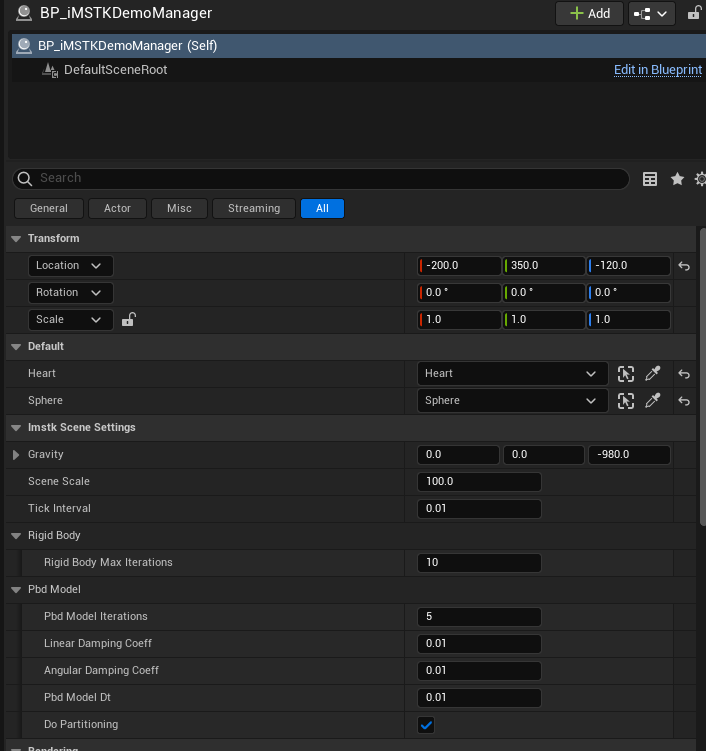 BP_iMSTKDemoManager
Add
BP_iMSTKDemoManager (Self)
DefaultSceneRoot Edit in Blueprint
Search
General Actor Misc Streaming All
Transform
Location -200.0 350.0 -120.0
Rotation 0.0 ° 0.0 ° 0.0 °
Scale 1.0 1.0 1.0
Default
Heart Heart
Sphere Sphere
Imstk Scene Settings
Gravity 0.0 0.0 -980.0
Scene Scale 100.0
Tick Interval 0.01
Rigid Body
Rigid Body Max Iterations 10
Pbd Model
Pbd Model Iterations 5
Linear Damping Coeff 0.01
Angular Damping Coeff 0.01
Pbd Model Dt 0.01
Do Partitioning
Rendering